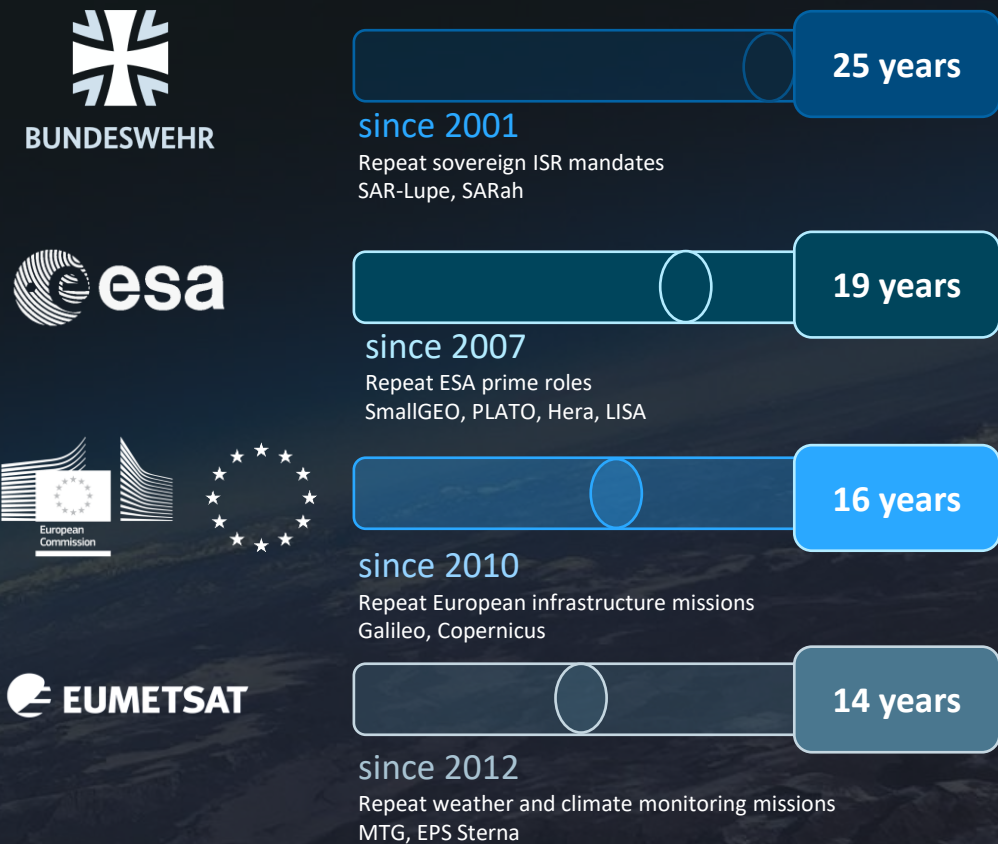 BUNDESWEHR
25 years
since 2001
Repeat sovereign ISR mandates
SAR-Lupe, SARah
esa
19 years
since 2007
Repeat ESA prime roles
SmallGEO, PLATO, Hera, LISA
European
Commission
16 years
since 2010
Repeat European infrastructure missions
Galileo, Copernicus
EUMETSAT
14 years
since 2012
Repeat weather and climate monitoring missions
MTG, EPS Sterna